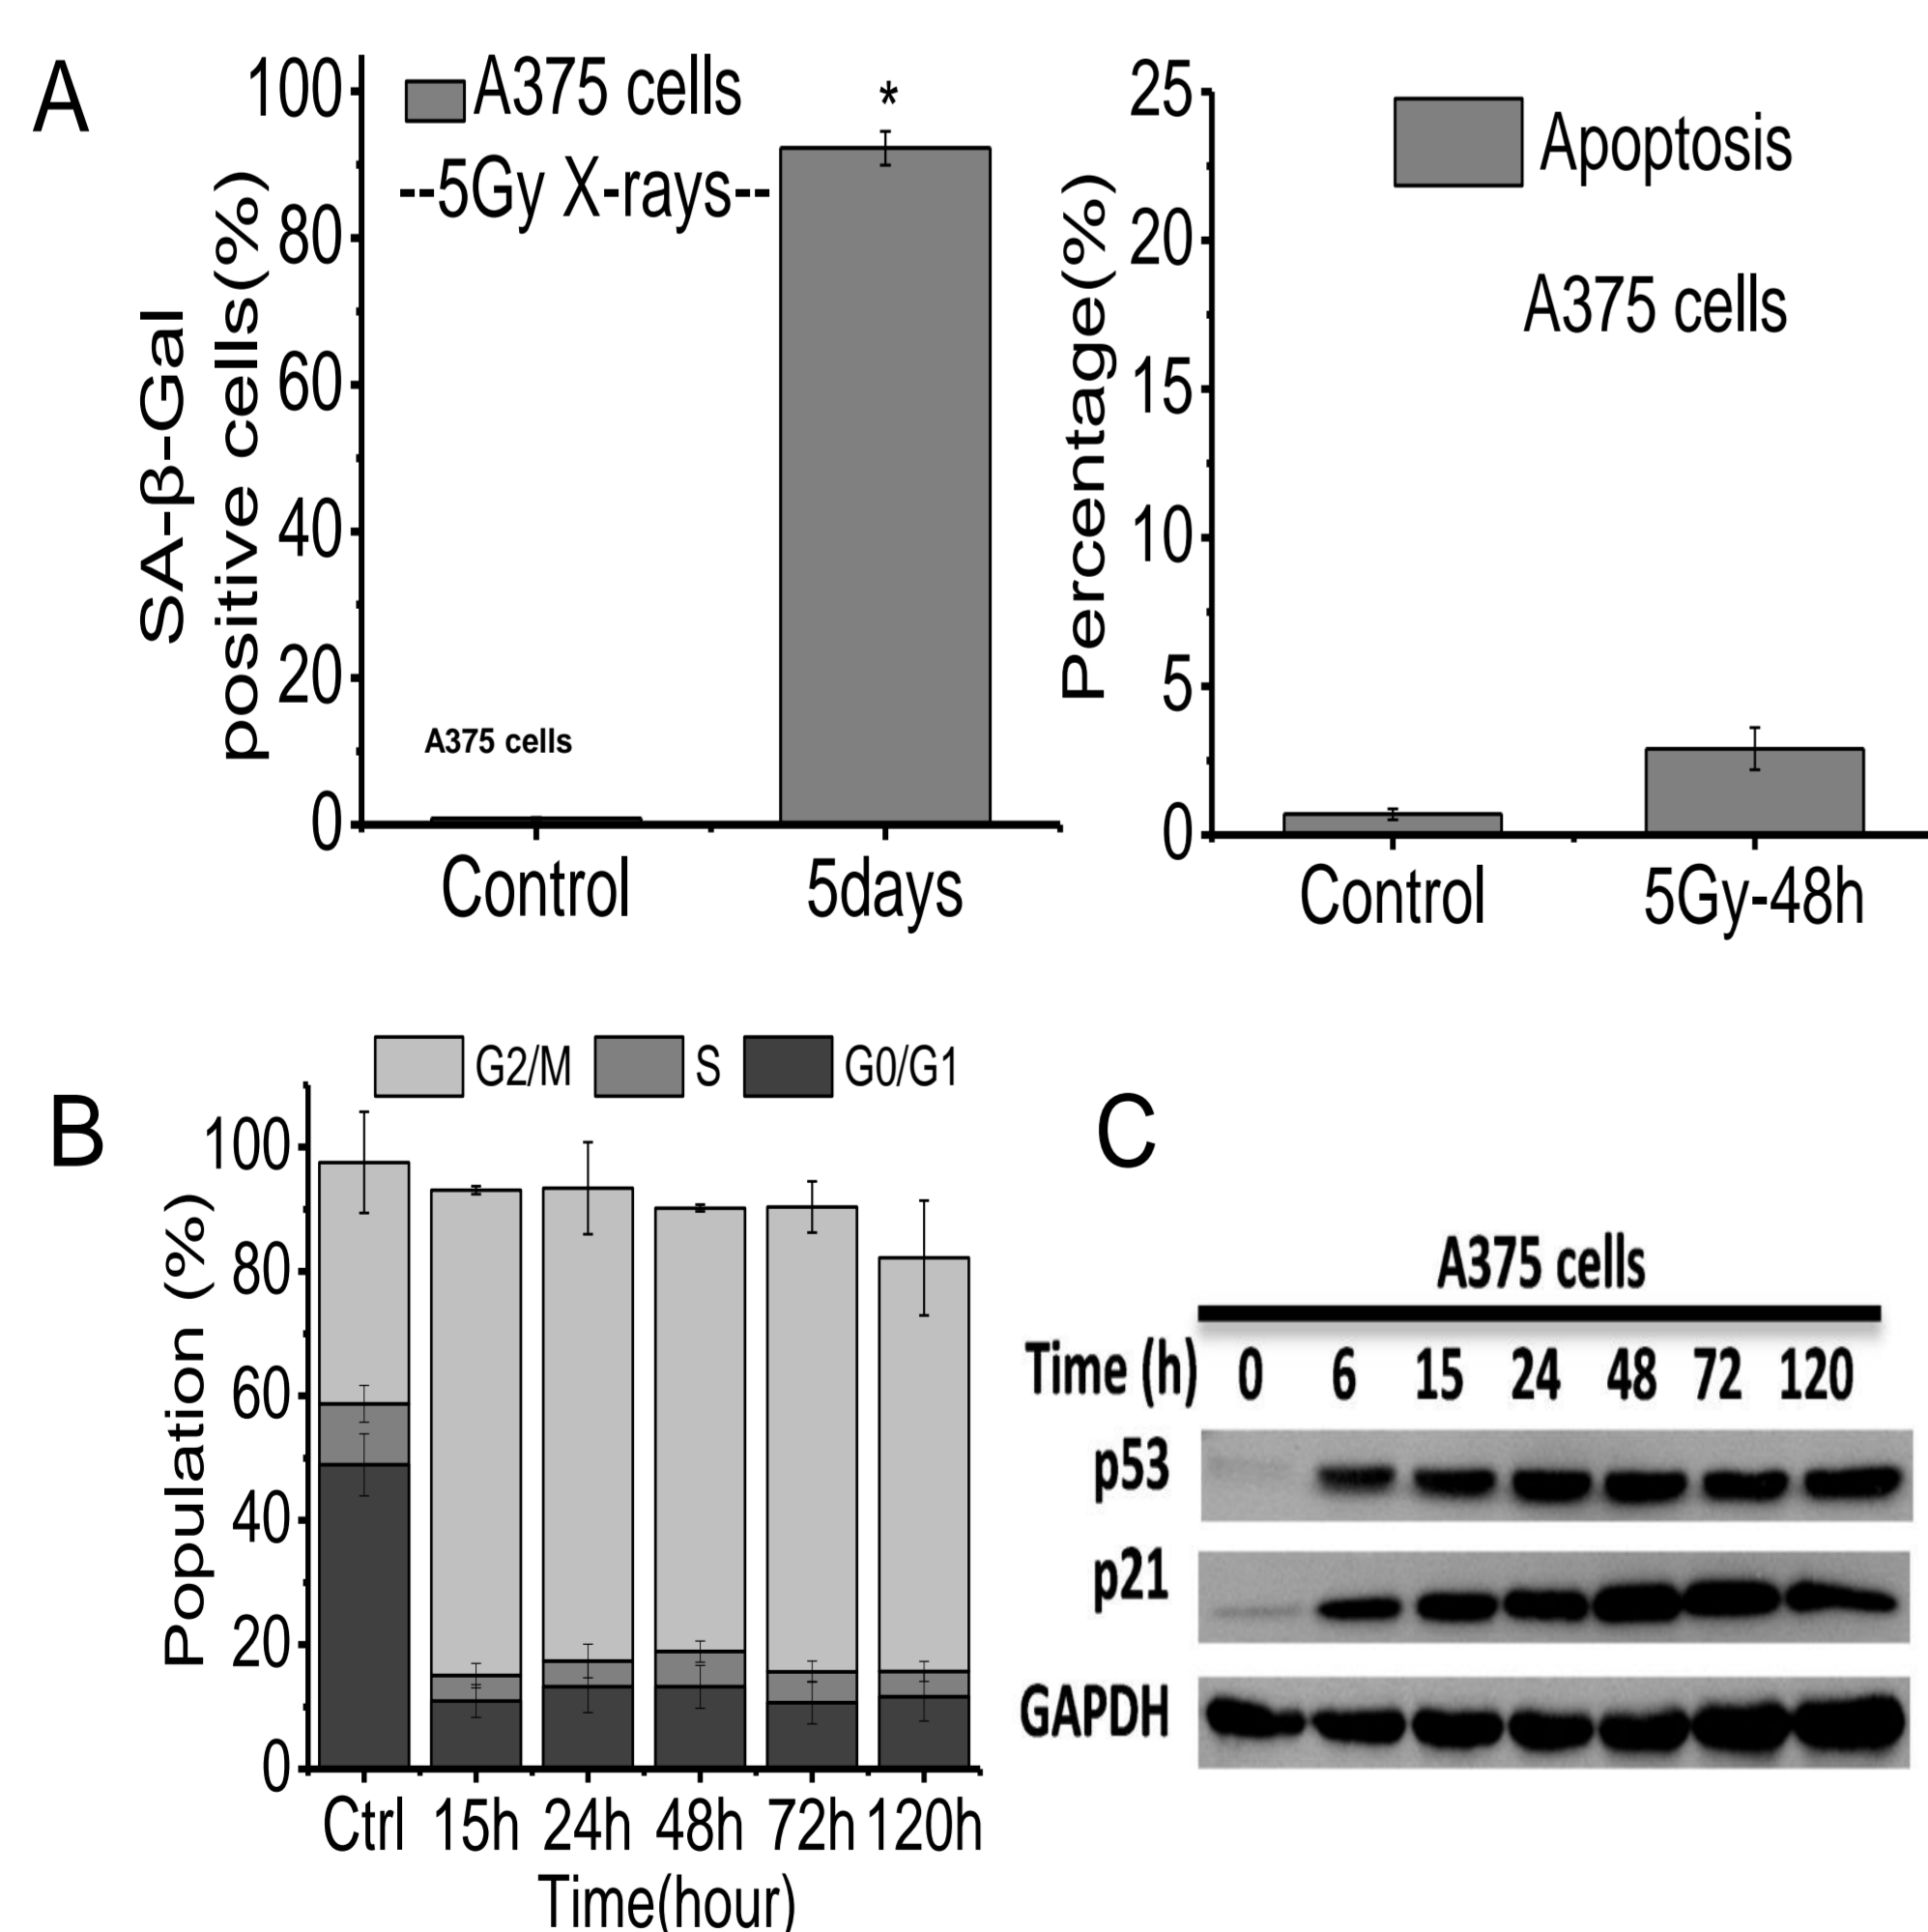 A
SA-β-Gal
positive cells(%)
100
80
60
40
20
0
A375 cells
--5Gy X-rays--
*
A375 cells
Control
5days
Percentage(%)
25
20
15
10
5
0
Apoptosis
A375 cells
Control
5Gy-48h
B
G2/M
S
G0/G1
Population (%)
100
80
60
40
20
0
Ctrl
15h
24h
48h
72h
120h
Time(hour)
C
A375 cells
Time (h) 0 6 15 24 48 72 120
p53
p21
GAPDH